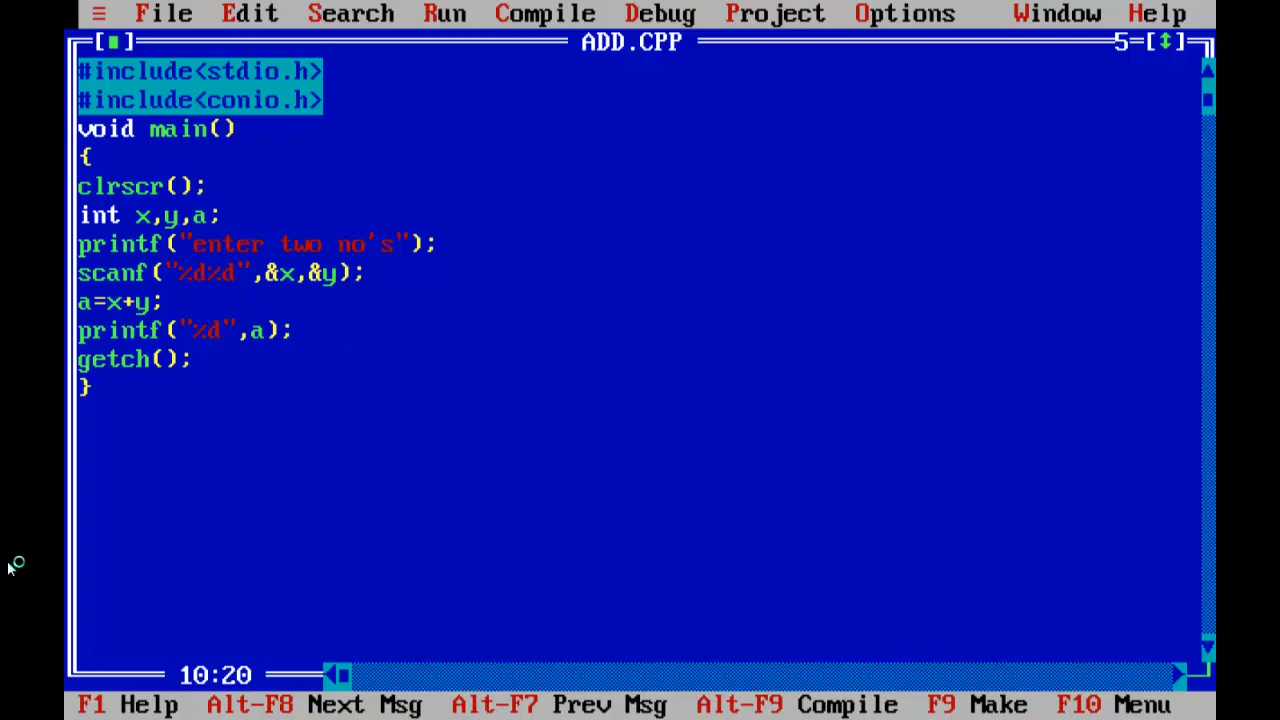 ≡ File Edit Search Run Compile Debug Project Options Window Help
[■] ADD.CPP 5=[↕]
#include<stdio.h>
#include<conio.h>
void main()
{
clrscr();
int x,y,a;
printf("enter two no's");
scanf("%d%d",&x,&y);
a=x+y;
printf("%d",a);
getch();
}
10:20
F1 Help Alt-F8 Next Msg Alt-F7 Prev Msg Alt-F9 Compile F9 Make F10 Menu